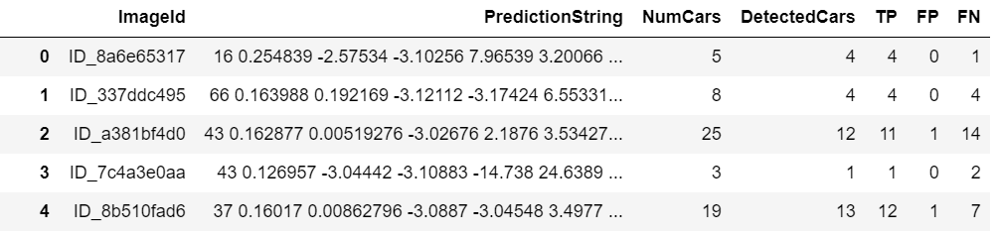 ImageId PredictionString NumCars DetectedCars TP FP FN
0 ID_8a6e65317 16 0.254839 -2.57534 -3.10256 7.96539 3.20066 ... 5 4 4 0 1
1 ID_337ddc495 66 0.163988 0.192169 -3.12112 -3.17424 6.55331... 8 4 4 0 4
2 ID_a381bf4d0 43 0.162877 0.00519276 -3.02676 2.1876 3.53427... 25 12 11 1 14
3 ID_7c4a3e0aa 43 0.126957 -3.04442 -3.10883 -14.738 24.6389 ... 3 1 1 0 2
4 ID_8b510fad6 37 0.16017 0.00862796 -3.0887 -3.04548 3.4977 ... 19 13 12 1 7